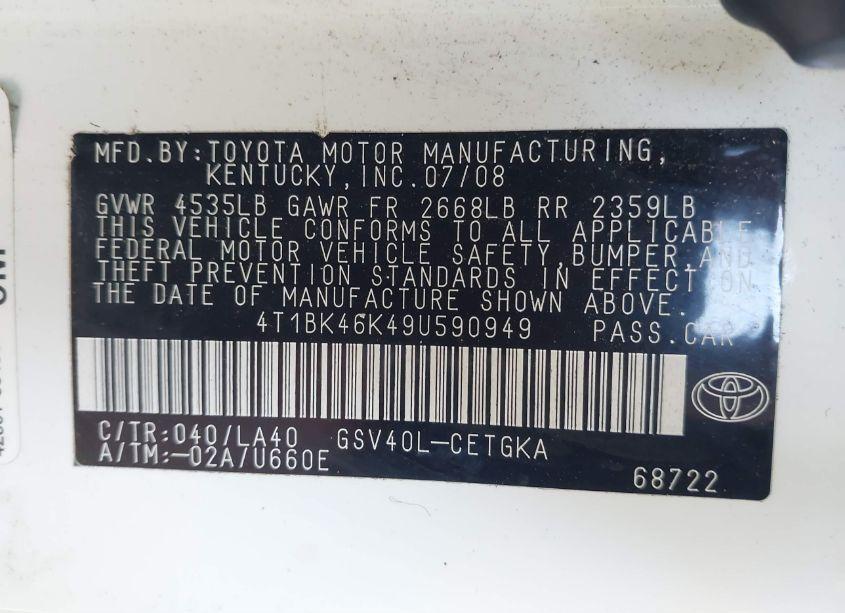 MFD.BY:TOYOTA MOTOR MANUFACTURING,
KENTUCKY,INC.07/08
GVWR 4535LB GAWR FR 2668LB RR 2359LB
THIS VEHICLE CONFORMS TO ALL APPLICABLE
FEDERAL MOTOR VEHICLE SAFETY,BUMPER,AND
THEFT PREVENTION STANDARDS IN EFFECT ON
THE DATE OF MANUFACTURE SHOWN ABOVE.
4T1BK46K49U590949 PASS.CAR
C/TR:040/LA40 GSV40L-CETGKA
A/TM:-02A/U660E
68722